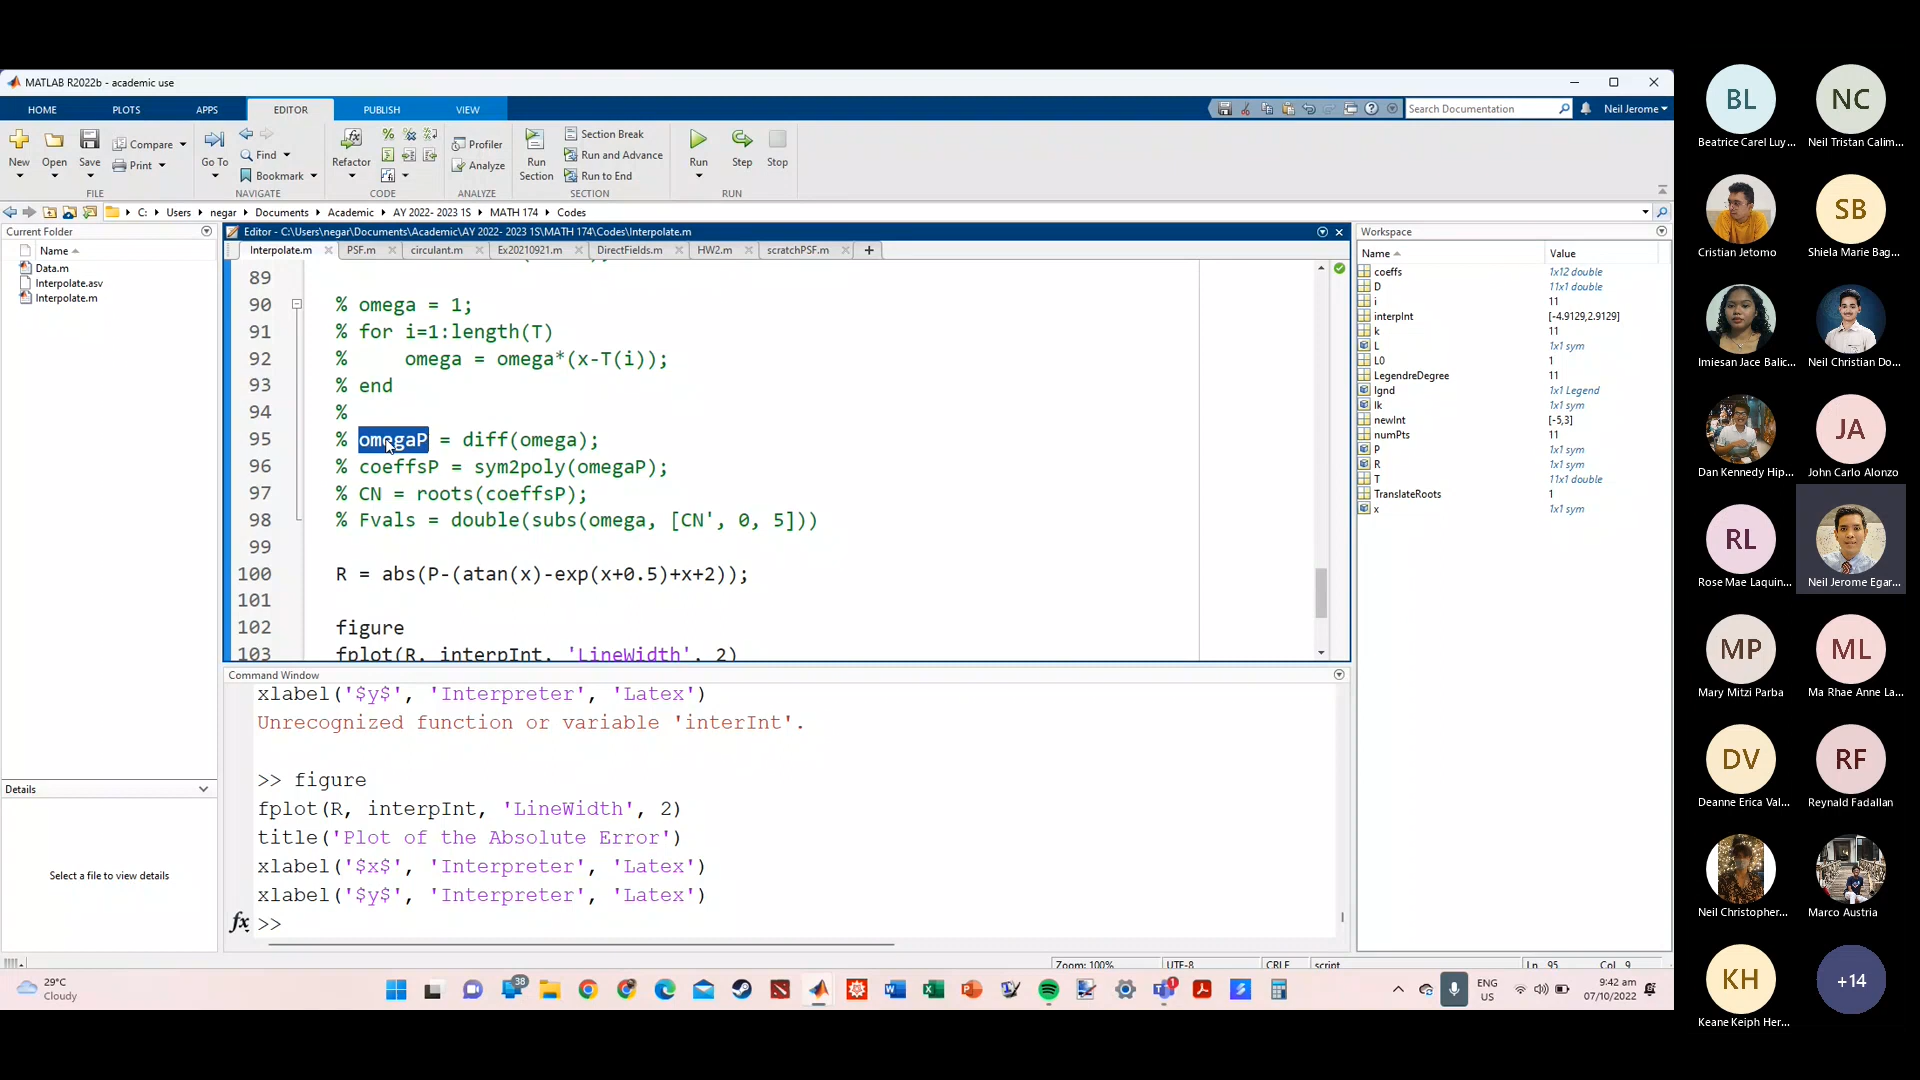 MATLAB R2022b - academic use
HOME
PLOTS
APPS
EDITOR
PUBLISH
VIEW
Search Documentation
Neil Jerome
New
Open
Save
Compare
Print
FILE
Go To
Find
Bookmark
NAVIGATE
Refactor
CODE
Profiler
Analyze
ANALYZE
Run Section
Section Break
Run and Advance
Run to End
SECTION
Run
Step
Stop
RUN
C: Users negar Documents Academic AY 2022- 2023 1S MATH 174 Codes
Current Folder
Name
Data.m
Interpolate.asv
Interpolate.m
Details
Select a file to view details
Editor - C:\Users\negar\Documents\Academic\AY 2022- 2023 1S\MATH 174\Codes\Interpolate.m
Interpolate.m
PSF.m
circulant.m
Ex20210921.m
DirectFields.m
HW2.m
scratchPSF.m
89
90 % omega = 1;
91 % for i=1:length(T)
92 % omega = omega*(x-T(i));
93 % end
94 %
95 % omegaP = diff(omega);
96 % coeffsP = sym2poly(omegaP);
97 % CN = roots(coeffsP);
98 % Fvals = double(subs(omega, [CN', 0, 5]))
99
100 R = abs(P-(atan(x)-exp(x+0.5)+x+2));
101
102 figure
103 fplot(R, interpInt, 'LineWidth', 2)
Command Window
xlabel('$y$', 'Interpreter', 'Latex')
Unrecognized function or variable 'interInt'.
>> figure
fplot(R, interpInt, 'LineWidth', 2)
title('Plot of the Absolute Error')
xlabel('$x$', 'Interpreter', 'Latex')
xlabel('$y$', 'Interpreter', 'Latex')
fx >>
Workspace
Name Value
coeffs 1x12 double
D 11x1 double
i 11
interpInt [-4.9129,2.9129]
k 11
L 1x1 sym
L0 1
LegendreDegree 11
lgnd 1x1 Legend
lk 1x1 sym
newInt [-5,3]
numPts 11
P 1x1 sym
R 1x1 sym
T 11x1 double
TranslateRoots 1
x 1x1 sym
Zoom: 100%
UTF-8
CRLF
script
Ln 95
Col 9
29°C
Cloudy
38
1
ENG
US
9:42 am
07/10/2022
BL
Beatrice Carel Luy...
NC
Neil Tristan Calim...
Cristian Jetomo
SB
Shiela Marie Bag...
Imiesan Jace Balic...
Neil Christian Do...
Dan Kennedy Hip...
JA
John Carlo Alonzo
RL
Rose Mae Laquin...
Neil Jerome Egar...
MP
Mary Mitzi Parba
ML
Ma Rhae Anne La...
DV
Deanne Erica Val...
RF
Reynald Fadallan
Neil Christopher...
Marco Austria
KH
Keane Keiph Her...
+14